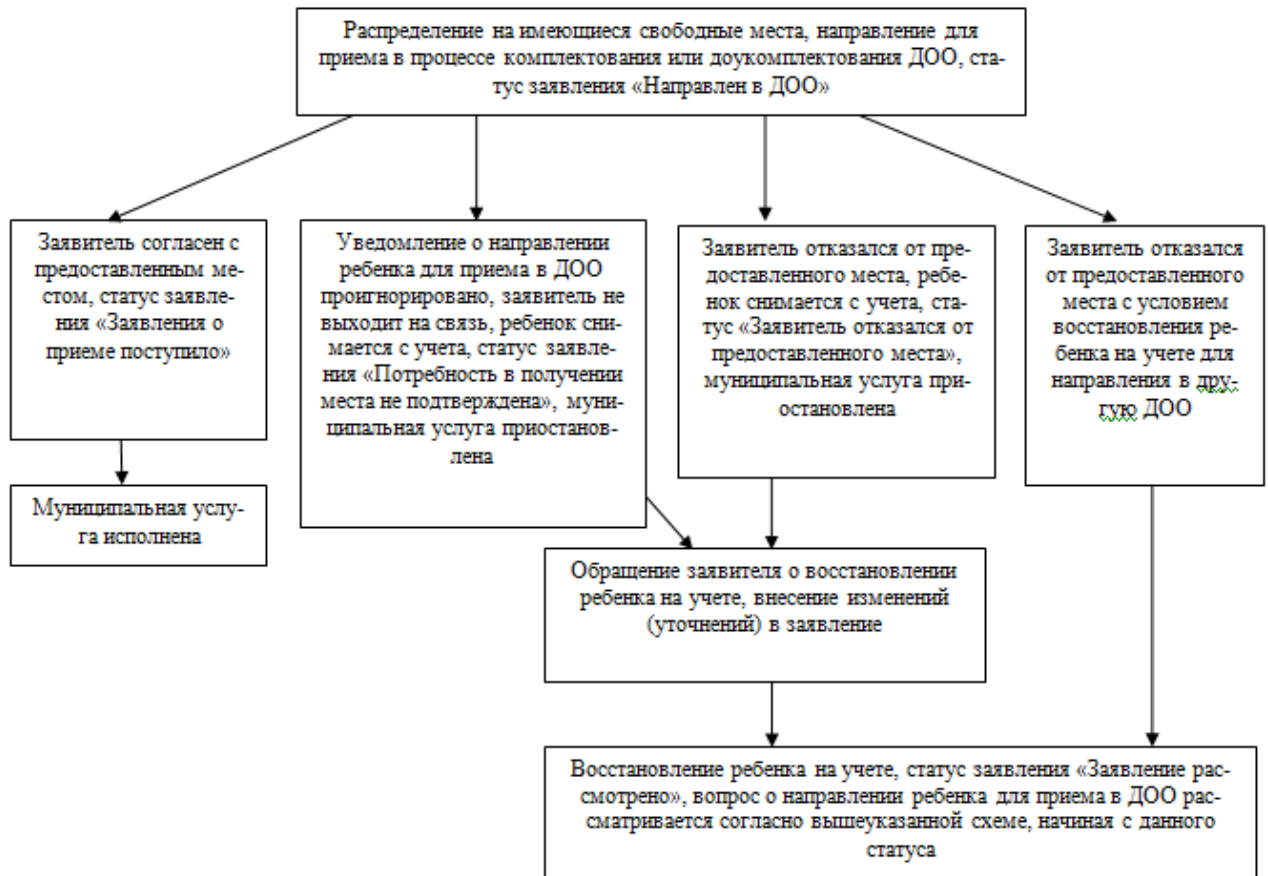 Распределение на имеющиеся свободные места, направление для
приема в процессе комплектования или доукомплектования ДОО, ста-
тус заявления «Направлен в ДОО»
Заявитель согласен с
предоставленным ме-
стом, статус заявле-
ния «Заявления о
приеме поступило»
Уведомление о направлении
ребенка для приема в ДОО
проигнорировано, заявитель не
выходит на связь, ребенок сни-
мается с учета, статус заявле-
ния «Потребность в получении
места не подтверждена», муни-
ципальная услуга приостанов-
лена
Заявитель отказался от пре-
доставленного места, ребе-
нок снимается с учета, ста-
тус «Заявитель отказался от
предоставленного места»,
муниципальная услуга при-
остановлена
Заявитель отказался
от предоставленного
места с условием
восстановления ре-
бенка на учете для
направления в дру-
гую ДОО
Муниципальная услу-
га исполнена
Обращение заявителя о восстановлении
ребенка на учете, внесение изменений
(уточнений) в заявление
Восстановление ребенка на учете, статус заявления «Заявление рас-
смотрено», вопрос о направлении ребенка для приема в ДОО рас-
сматривается согласно вышеуказанной схеме, начиная с данного
статуса